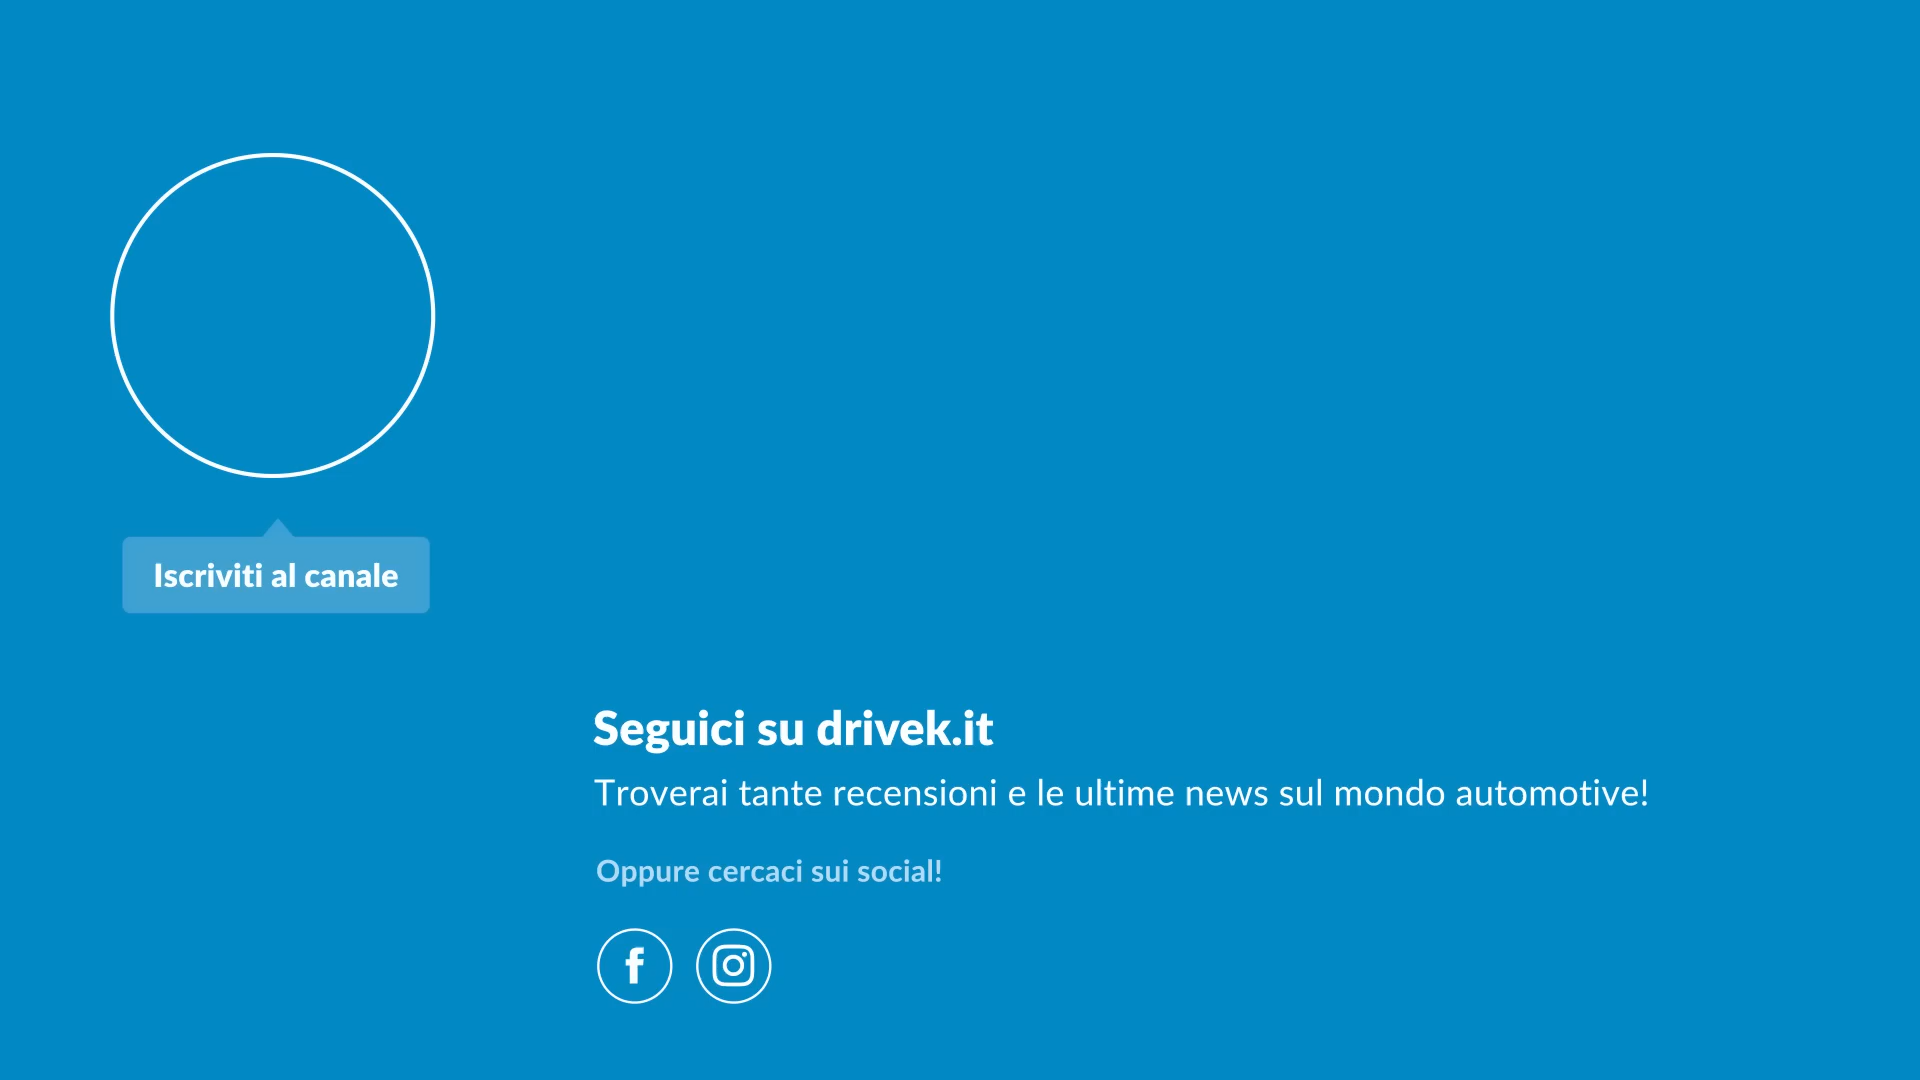 Iscriviti al canale
Seguici su drivek.it
Troverai tante recensioni e le ultime news sul mondo automotive!
Oppure cercaci sui social!